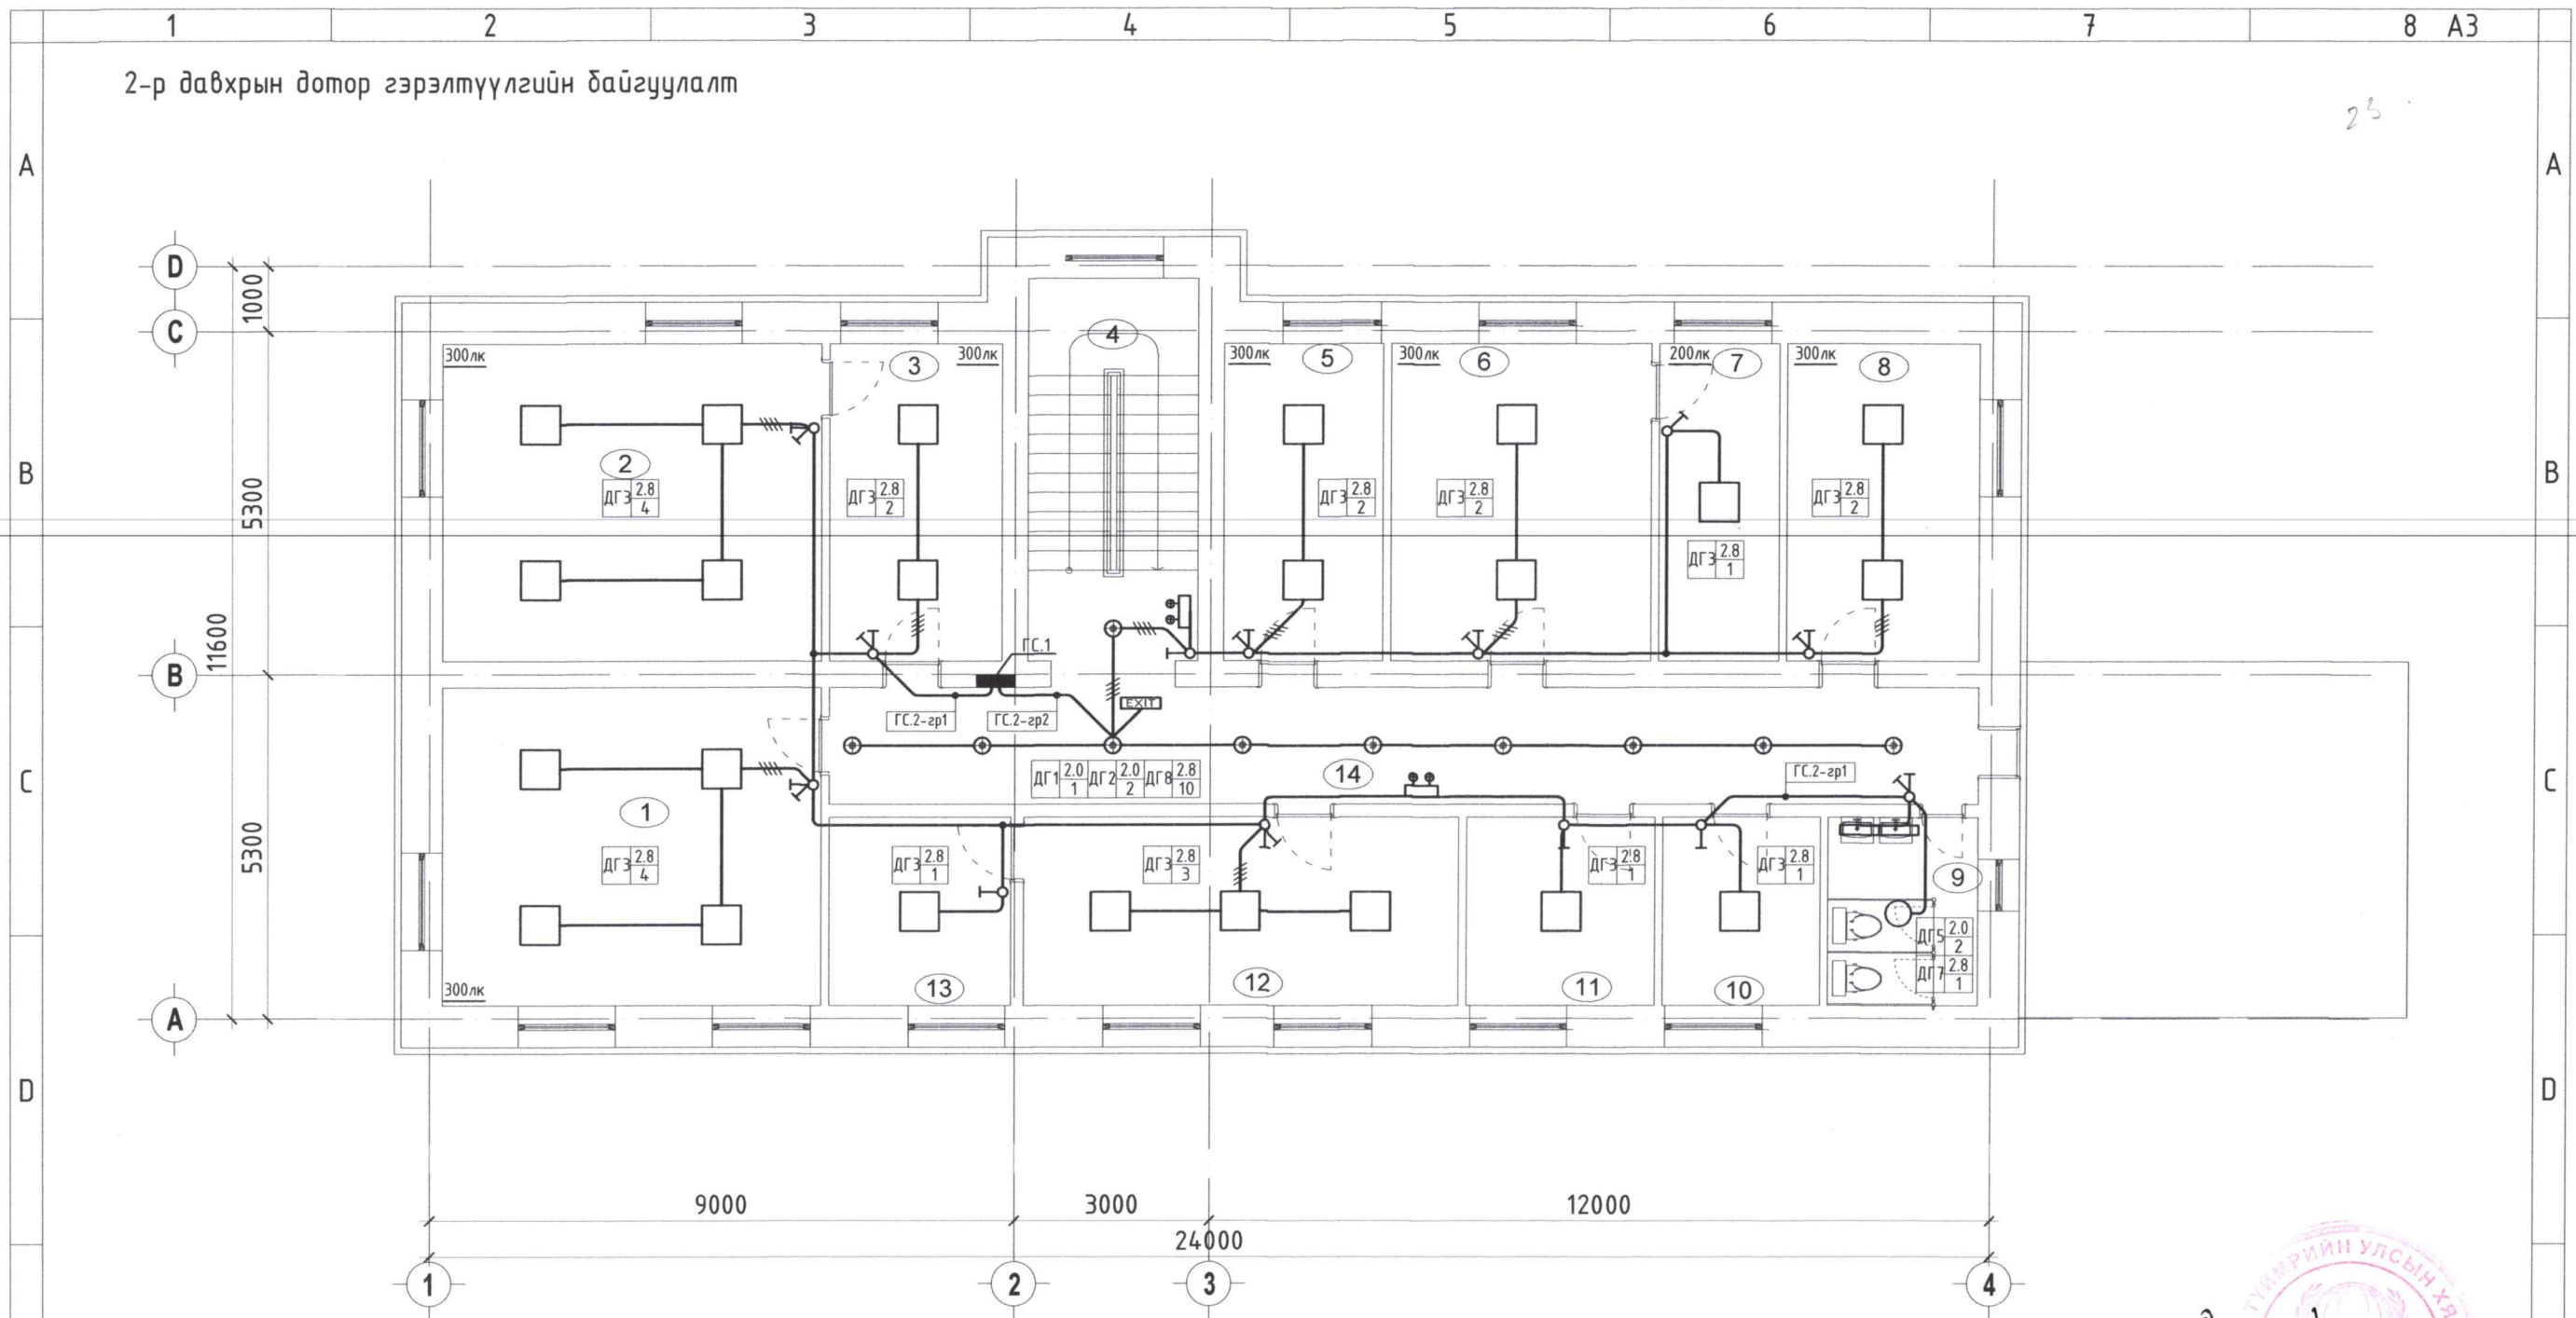 1 2 3 4 5 6 7 8 A3
2-р давхрын дотор гэрэлтүүлгийн байгуулалт
23
A A
B B
C C
D D
D
C
B
A
1000
5300
11600
5300
300лк
2
ДГ3 2.8 4
3 300лк
ДГ3 2.8 2
4
300лк 5
ДГ3 2.8 2
300лк 6
ДГ3 2.8 2
200лк 7
ДГ3 2.8 1
300лк 8
ДГ3 2.8 2
ГС.1
ГС.2-гр1 ГС.2-гр2
EXIT
ДГ1 2.0 1 ДГ2 2.0 2 ДГ8 2.8 10
14
ГС.2-гр1
1
ДГ3 2.8 4
300лк
ДГ3 2.8 1
13
ДГ3 2.8 3
12
ДГ3 2.8 1
11
ДГ3 2.8 1
10
9
ДГ5 2.0 2
ДГ7 2.8 1
9000 3000 12000
24000
1 2 3 4
ТҮЙМРИЙН УЛСЫН ХЯ